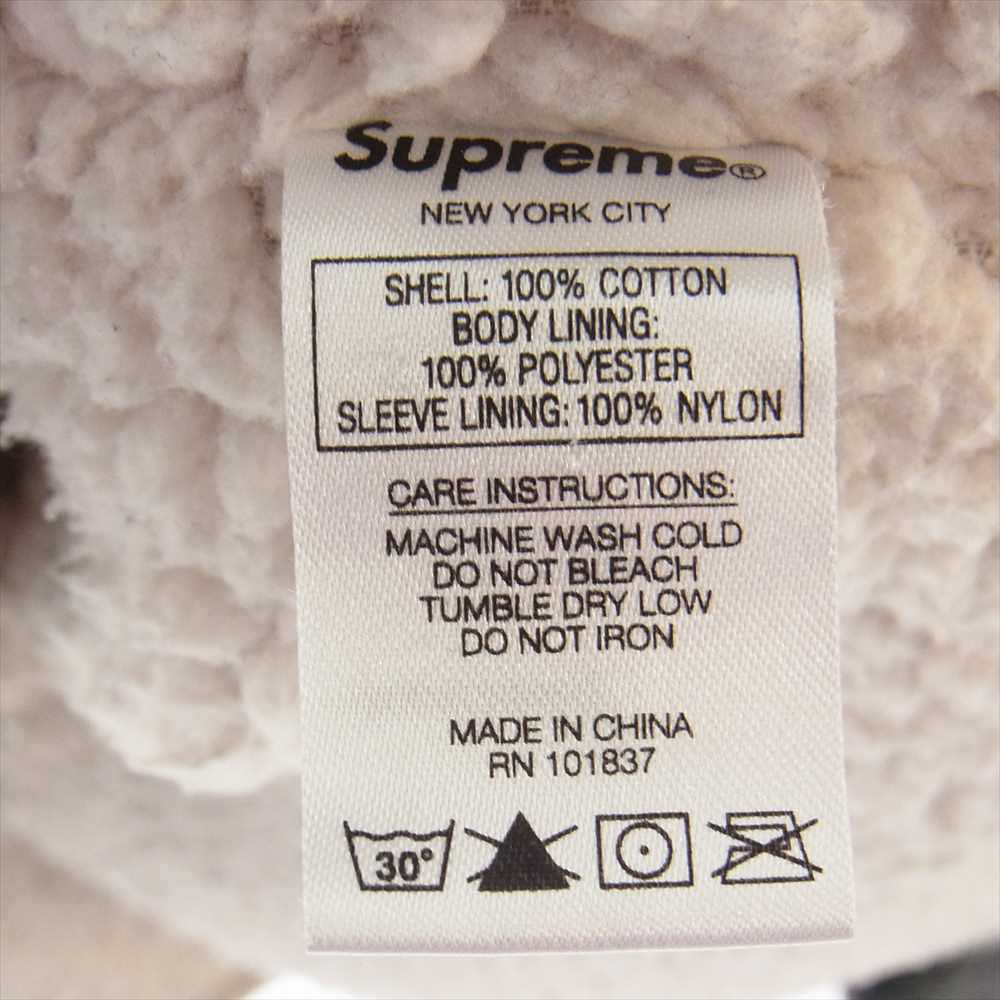 Supreme®
NEW YORK CITY
SHELL: 100% COTTON
BODY LINING:
100% POLYESTER
SLEEVE LINING: 100% NYLON
CARE INSTRUCTIONS:
MACHINE WASH COLD
DO NOT BLEACH
TUMBLE DRY LOW
DO NOT IRON
MADE IN CHINA
RN 101837
30°